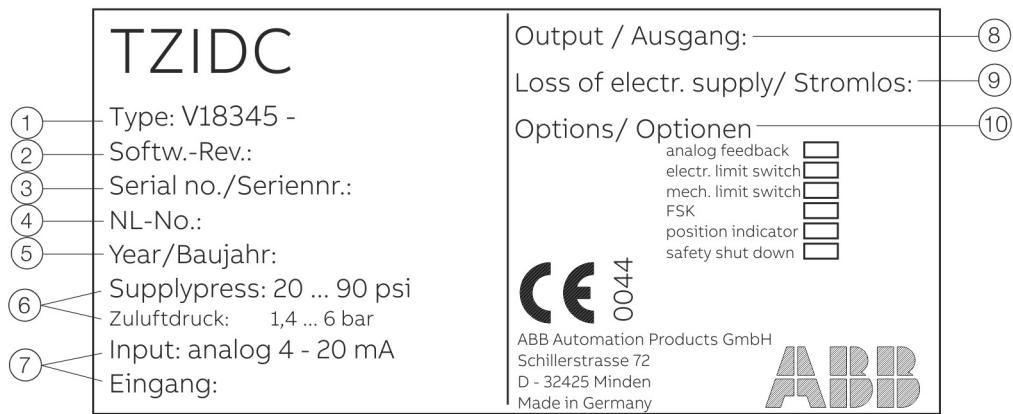 TZIDC
1 Type: V18345 -
2 Softw.-Rev.:
3 Serial no./Seriennr.:
4 NL-No.:
5 Year/Baujahr:
6 Supplypress: 20 ... 90 psi
Zuluftdruck: 1,4 ... 6 bar
7 Input: analog 4 - 20 mA
Eingang:
Output / Ausgang: 8
Loss of electr. supply/ Stromlos: 9
Options/ Optionen 10
analog feedback
electr. limit switch
mech. limit switch
FSK
position indicator
safety shut down
CE 0044
ABB Automation Products GmbH
Schillerstrasse 72
D - 32425 Minden
Made in Germany
ABB